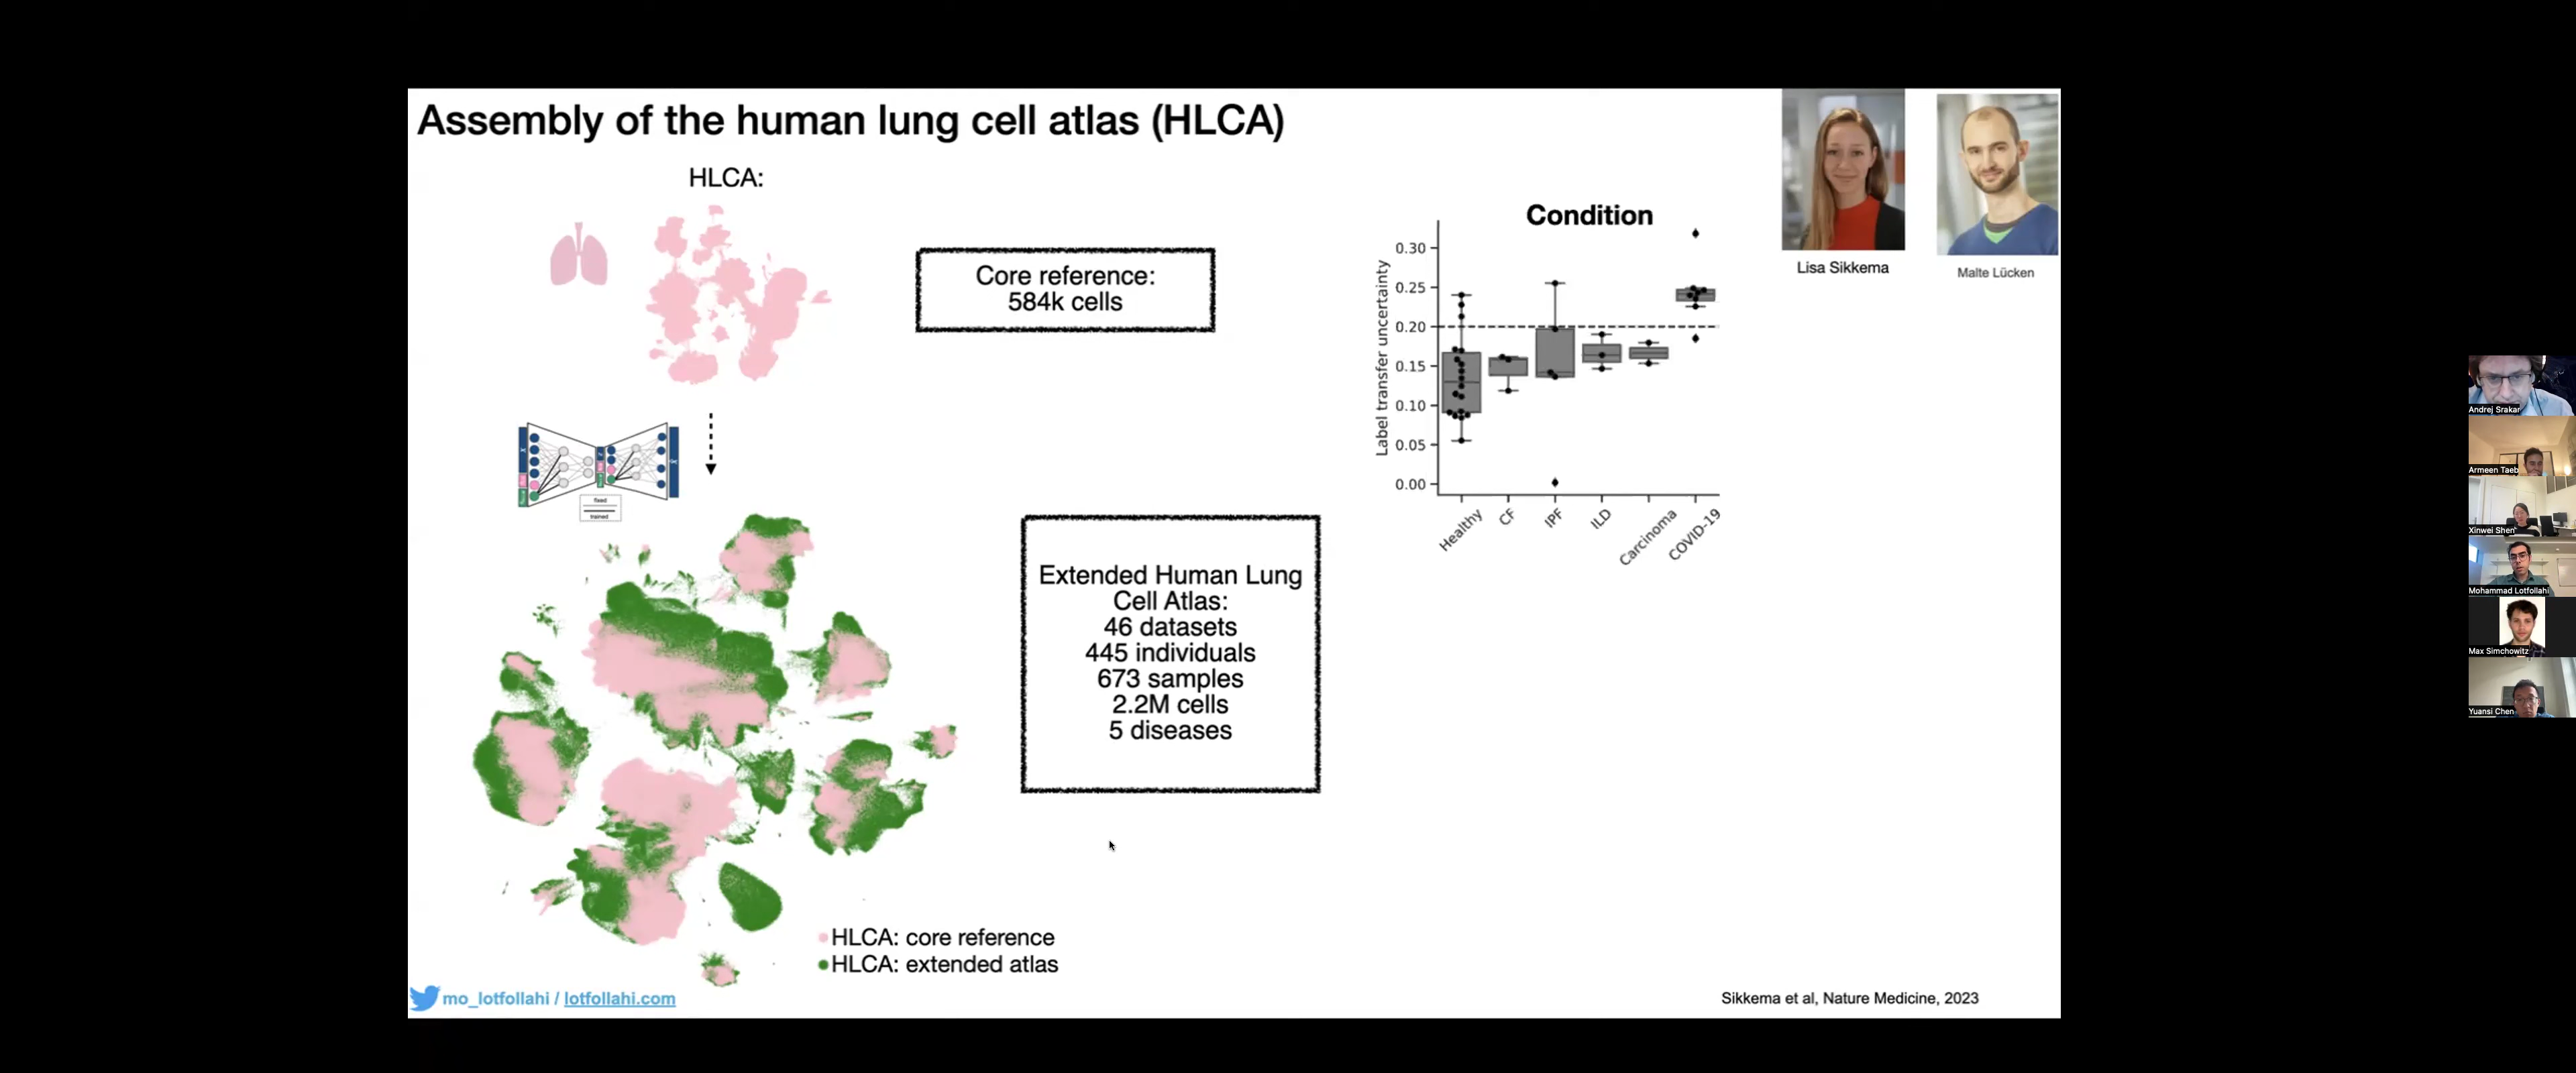 Assembly of the human lung cell atlas (HLCA)
HLCA:
Core reference:
584k cells
fixed
trained
Extended Human Lung
Cell Atlas:
46 datasets
445 individuals
673 samples
2.2M cells
5 diseases
HLCA: core reference
HLCA: extended atlas
mo_lotfollahi / lotfollahi.com
Condition
Label transfer uncertainty
0.30
0.25
0.20
0.15
0.10
0.05
0.00
Healthy
CF
IPF
ILD
Carcinoma
COVID-19
Lisa Sikkema
Malte Lücken
Sikkema et al, Nature Medicine, 2023
Andrej Srakar
Armeen Taeb
Xinwei Shen
Mohammad Lotfollahi
Max Simchowitz
Yuansi Chen